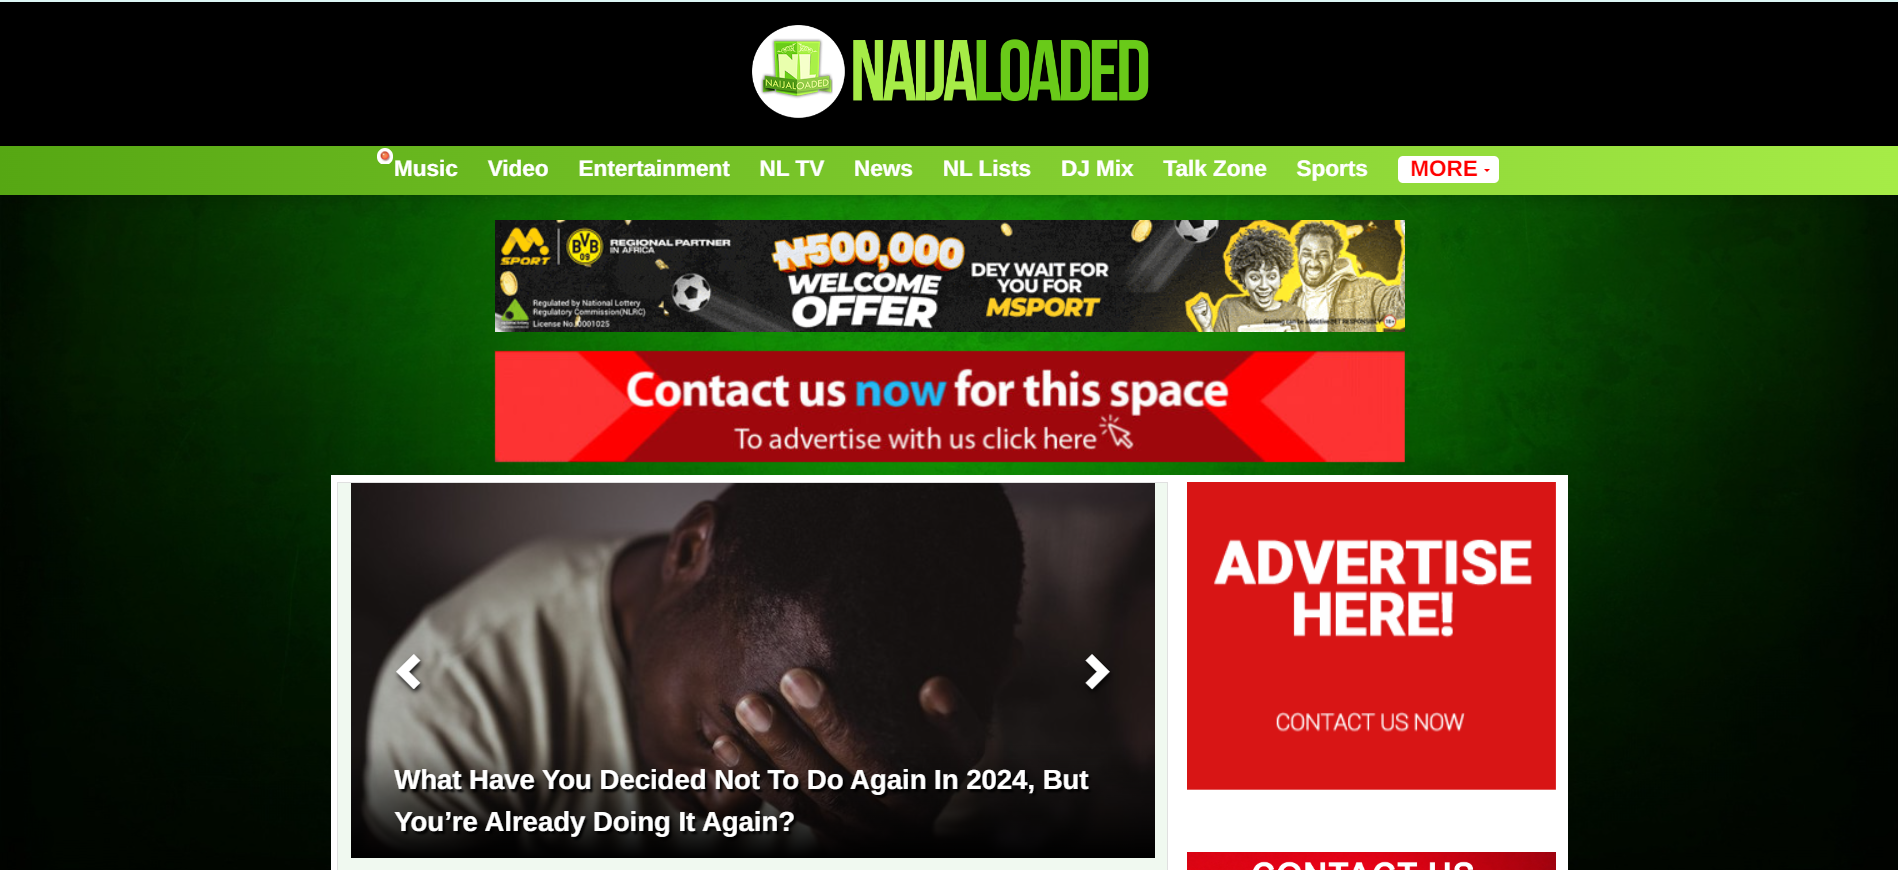 NL
NAIJALOADED
NAIJALOADED
Music Video Entertainment NL TV News NL Lists DJ Mix Talk Zone Sports MORE
M.
SPORT
BVB
09
REGIONAL PARTNER
IN AFRICA
Regulated by National Lottery
Regulatory Commission(NLRC)
License No.0001025
₦500,000
WELCOME
OFFER
DEY WAIT FOR
YOU FOR
MSPORT
18+
Contact us now for this space
To advertise with us click here
What Have You Decided Not To Do Again In 2024, But
You’re Already Doing It Again?
ADVERTISE
HERE!
CONTACT US NOW
CONTACT US